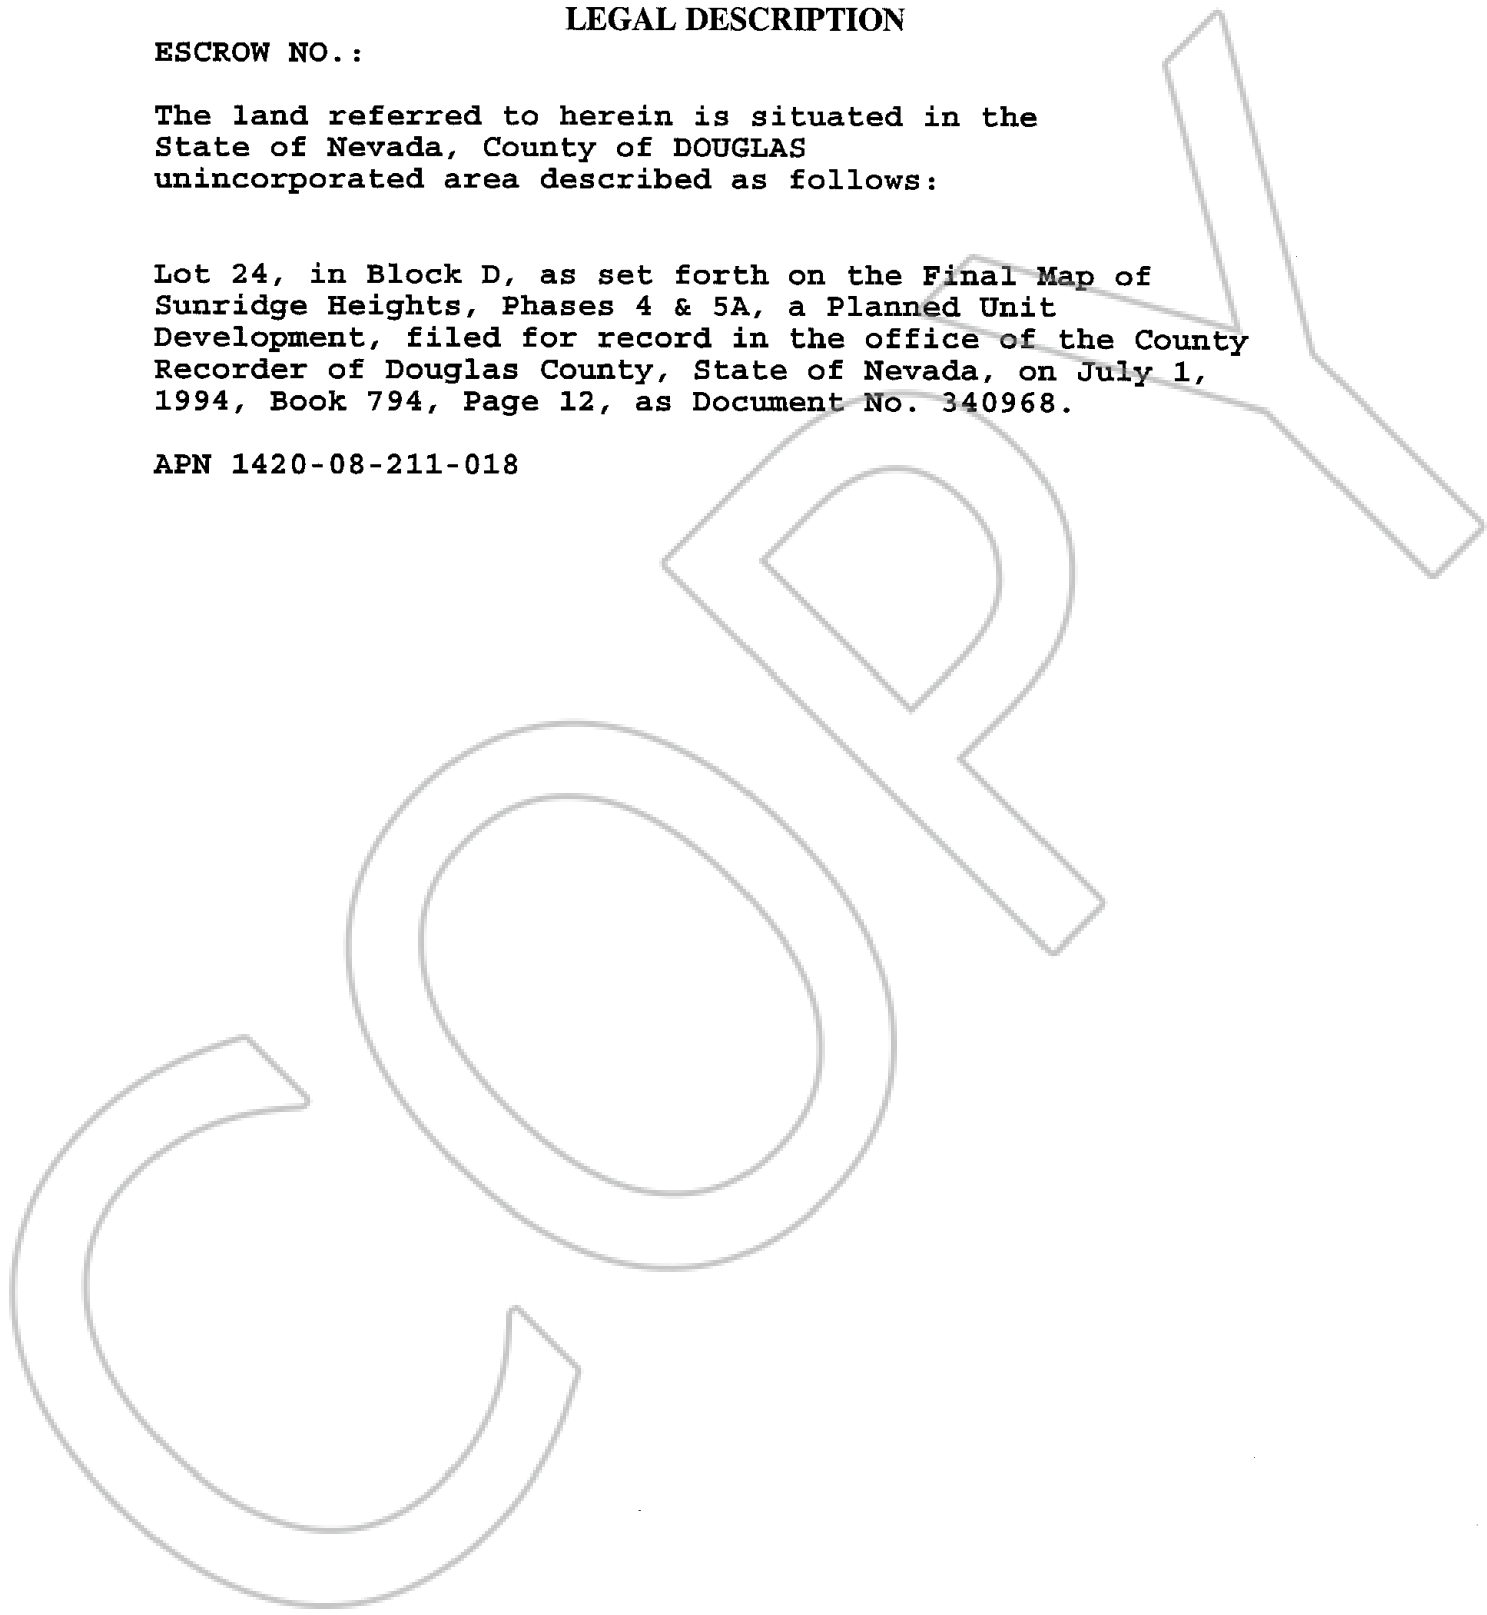 LEGAL DESCRIPTION
ESCROW NO.:
The land referred to herein is situated in the
State of Nevada, County of DOUGLAS
unincorporated area described as follows:
Lot 24, in Block D, as set forth on the Final Map of
Sunridge Heights, Phases 4 & 5A, a Planned Unit
Development, filed for record in the office of the County
Recorder of Douglas County, State of Nevada, on July 1,
1994, Book 794, Page 12, as Document No. 340968.
APN 1420-08-211-018
COPY